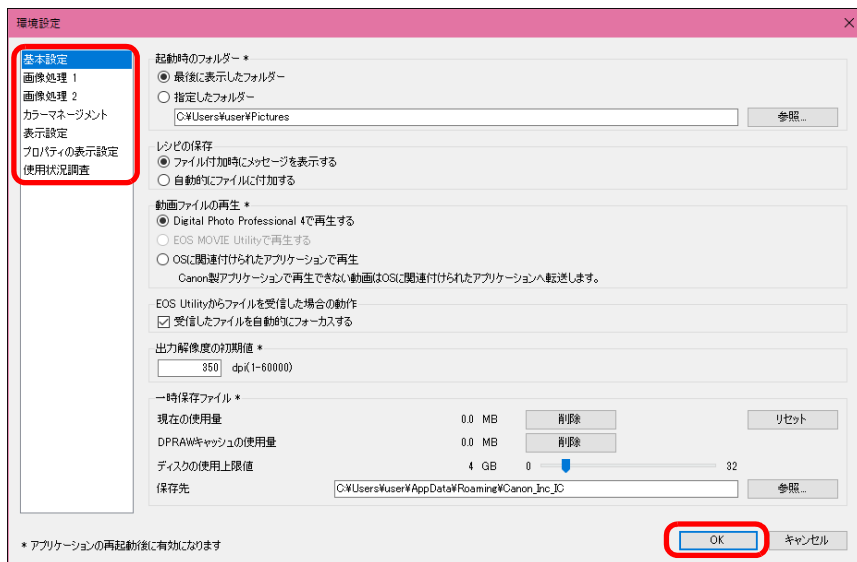 環境設定
基本設定
画像処理 1
画像処理 2
カラーマネージメント
表示設定
プロパティの表示設定
使用状況調査
起動時のフォルダー *
最後に表示したフォルダー
指定したフォルダー
C:¥Users¥user¥Pictures 参照...
レシピの保存
ファイル付加時にメッセージを表示する
自動的にファイルに付加する
動画ファイルの再生 *
Digital Photo Professional 4で再生する
EOS MOVIE Utilityで再生する
OSに関連付けられたアプリケーションで再生
Canon製アプリケーションで再生できない動画はOSに関連付けられたアプリケーションへ転送します。
EOS Utilityからファイルを受信した場合の動作
受信したファイルを自動的にフォーカスする
出力解像度の初期値 *
350 dpi(1-60000)
一時保存ファイル *
現在の使用量 0.0 MB 削除 リセット
DPRAWキャッシュの使用量 0.0 MB 削除
ディスクの使用上限値 4 GB 0 32
保存先 C:¥Users¥user¥AppData¥Roaming¥Canon_Inc_IC 参照...
* アプリケーションの再起動後に有効になります OK キャンセル